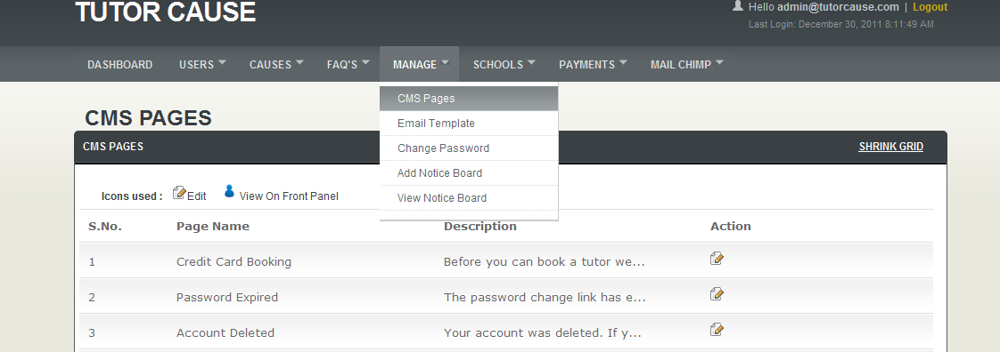 TUTOR CAUSE
Hello admin@tutorcause.com | Logout
Last Login: December 30, 2011 8:11:49 AM
DASHBOARD USERS CAUSES FAQ'S MANAGE SCHOOLS PAYMENTS MAIL CHIMP
CMS Pages
Email Template
Change Password
Add Notice Board
View Notice Board
CMS PAGES
CMS PAGES SHRINK GRID
Icons used : Edit View On Front Panel
S.No. Page Name Description Action
1 Credit Card Booking Before you can book a tutor we...
2 Password Expired The password change link has e...
3 Account Deleted Your account was deleted. If y...